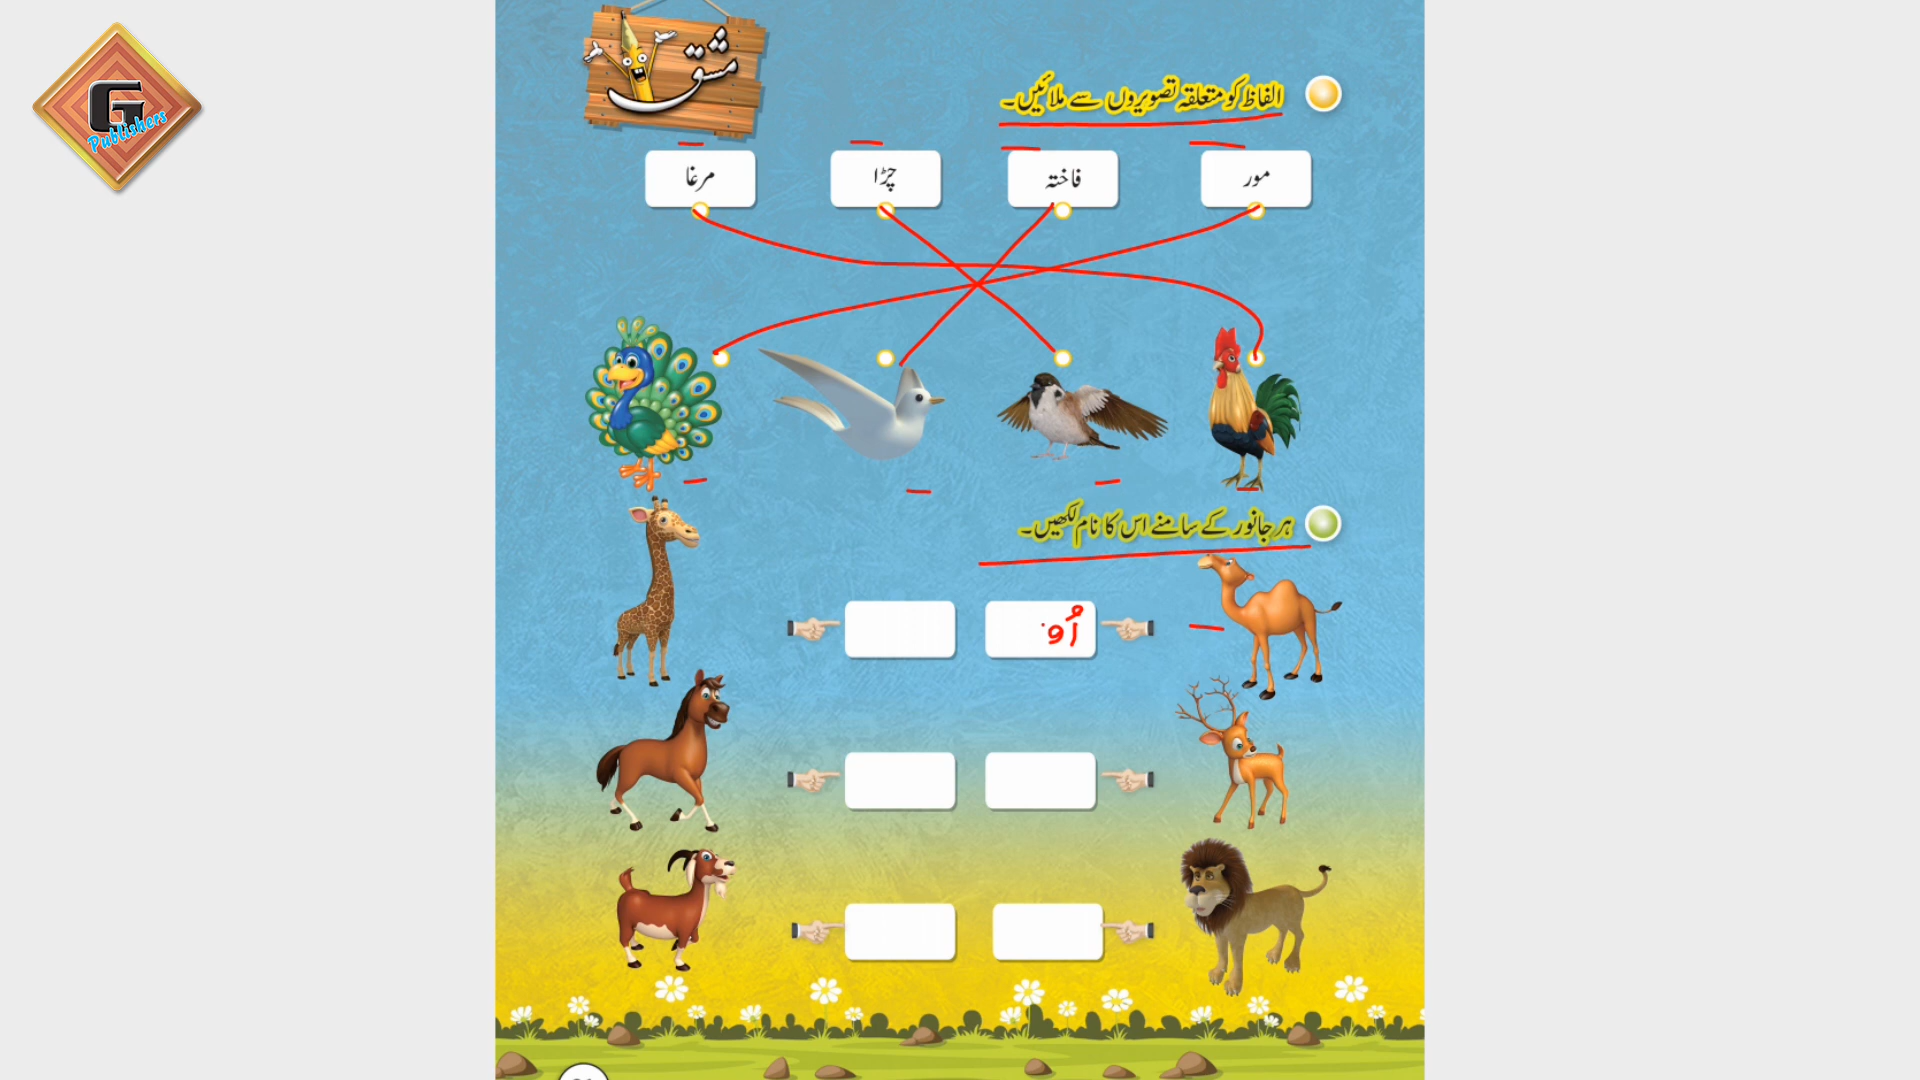 G
Publishers
مشق
الفاظ کو متعلقہ تصویروں سے ملائیں۔
مور فاختہ چڑا مرغا
ہر جانور کے سامنے اس کا نام لکھیں۔
اُو